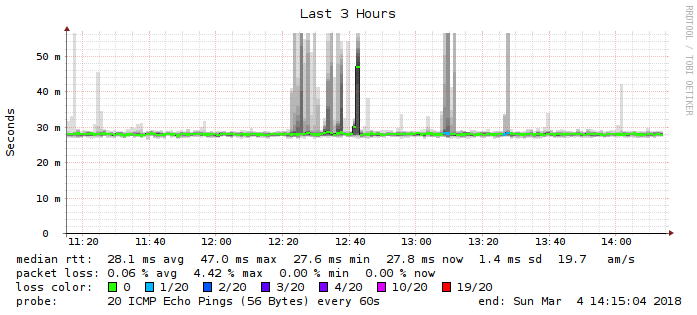 Last 3 Hours
RRDTOOL / TOBI OETIKER
Seconds
50 m
40 m
30 m
20 m
10 m
0
11:20 11:40 12:00 12:20 12:40 13:00 13:20 13:40 14:00
median rtt: 28.1 ms avg 47.0 ms max 27.6 ms min 27.8 ms now 1.4 ms sd 19.7 am/s
packet loss: 0.06 % avg 4.42 % max 0.00 % min 0.00 % now
loss color: 0 1/20 2/20 3/20 4/20 10/20 19/20
probe: 20 ICMP Echo Pings (56 Bytes) every 60s end: Sun Mar 4 14:15:04 2018